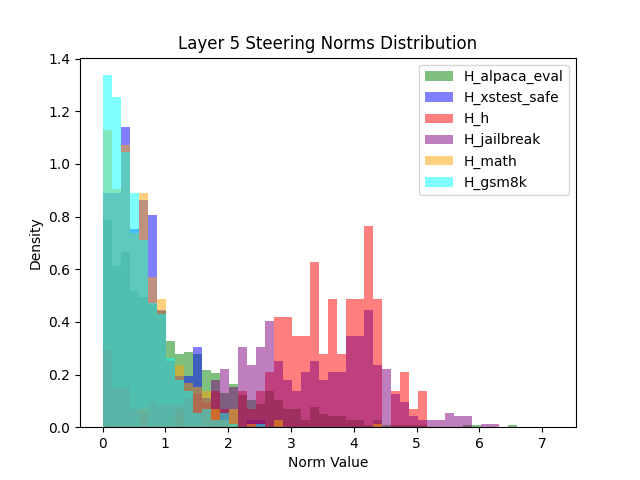 Layer 5 Steering Norms Distribution
H_alpaca_eval
H_xstest_safe
H_h
H_jailbreak
H_math
H_gsm8k
1.4
1.2
1.0
0.8
0.6
0.4
0.2
0.0
Density
0 1 2 3 4 5 6 7
Norm Value